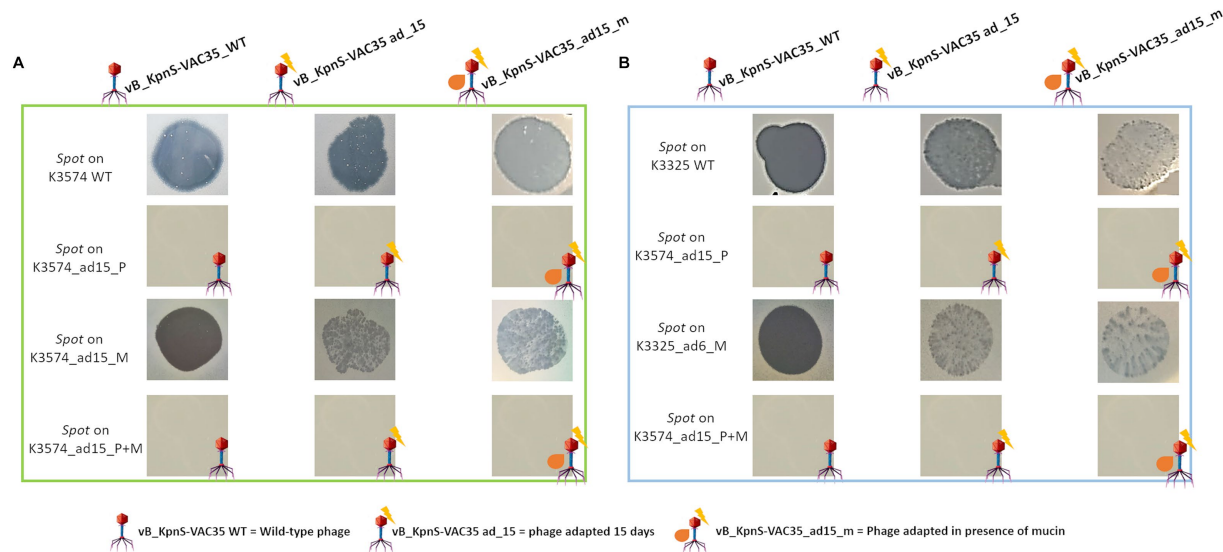 A
vB_KpnS-VAC35_WT
vB_KpnS-VAC35 ad_15
vB_KpnS-VAC35_ad15_m
Spot on
K3574 WT
Spot on
K3574_ad15_P
Spot on
K3574_ad15_M
Spot on
K3574_ad15_P+M
B
vB_KpnS-VAC35_WT
vB_KpnS-VAC35 ad_15
vB_KpnS-VAC35_ad15_m
Spot on
K3325 WT
Spot on
K3574_ad15_P
Spot on
K3325_ad6_M
Spot on
K3574_ad15_P+M
vB_KpnS-VAC35 WT = Wild-type phage
vB_KpnS-VAC35 ad_15 = phage adapted 15 days
vB_KpnS-VAC35_ad15_m = Phage adapted in presence of mucin